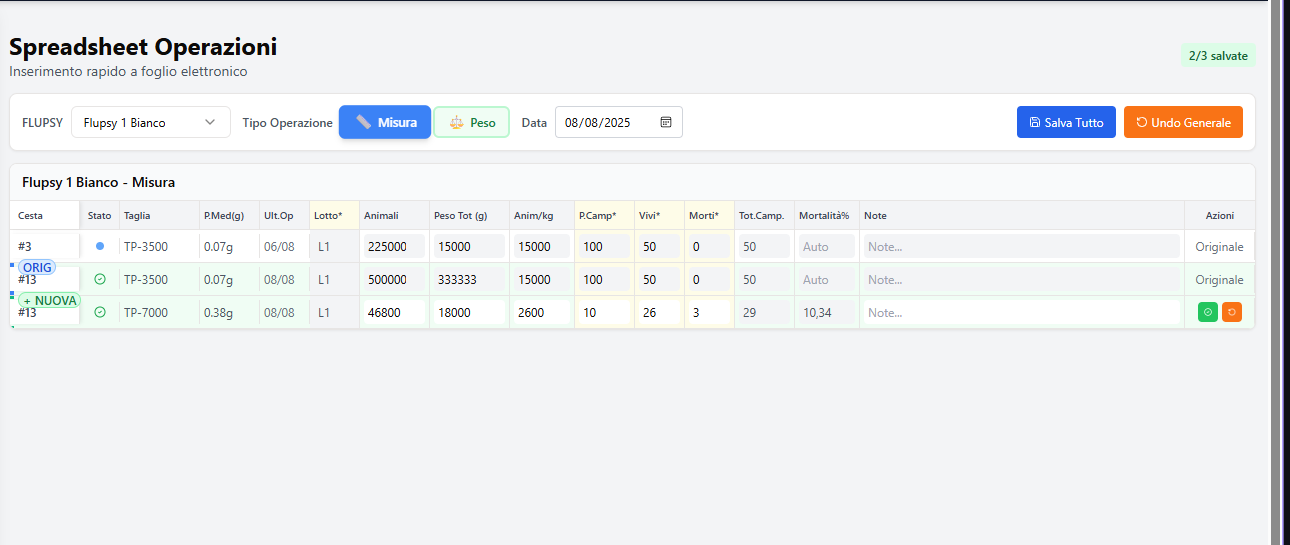 Spreadsheet Operazioni
Inserimento rapido a foglio elettronico
2/3 salvate
FLUPSY Flupsy 1 Bianco Tipo Operazione Misura Peso Data 08/08/2025 Salva Tutto Undo Generale
Flupsy 1 Bianco - Misura
Cesta Stato Taglia P.Med(g) Ult.Op Lotto* Animali Peso Tot (g) Anim/kg P.Camp* Vivi* Morti* Tot.Camp. Mortalità% Note Azioni
#3 TP-3500 0.07g 06/08 L1 225000 15000 15000 100 50 0 50 Auto Note... Originale
ORIG
#13 TP-3500 0.07g 08/08 L1 500000 333333 15000 100 50 0 50 Auto Note... Originale
+ NUOVA
#13 TP-7000 0.38g 08/08 L1 46800 18000 2600 10 26 3 29 10,34 Note...